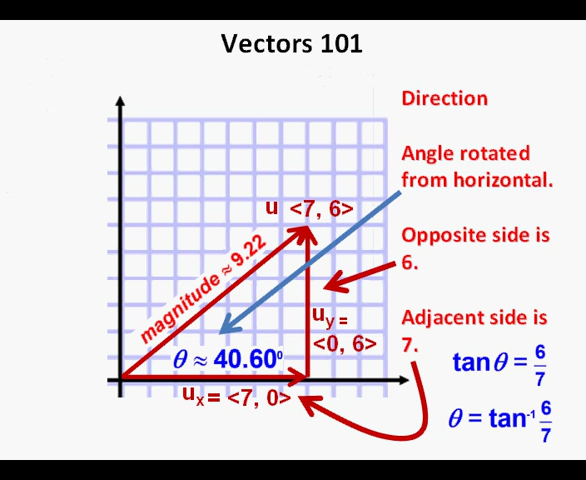 Vectors 101
Direction
Angle rotated
from horizontal.
u <7, 6>
Opposite side is
6.
magnitude ≈ 9.22
u_y =
<0, 6>
Adjacent side is
7.
θ ≈ 40.60⁰
u_x = <7, 0>
tan θ = 6/7
θ = tan⁻¹ 6/7